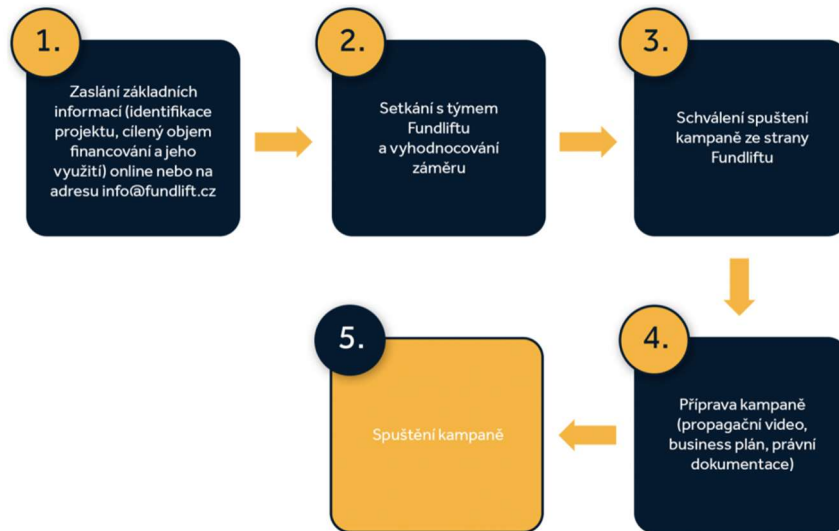 1.
Zaslání základních
informací (identifikace
projektu, cílený objem
financování a jeho
využití) online nebo na
adresu info@fundlift.cz
2.
Setkání s týmem
Fundliftu
a vyhodnocování
záměru
3.
Schválení spuštení
kampaně ze strany
Fundliftu
4.
Příprava kampaně
(propagační video,
business plán, právní
dokumentace)
5.
Spuštění kampaně